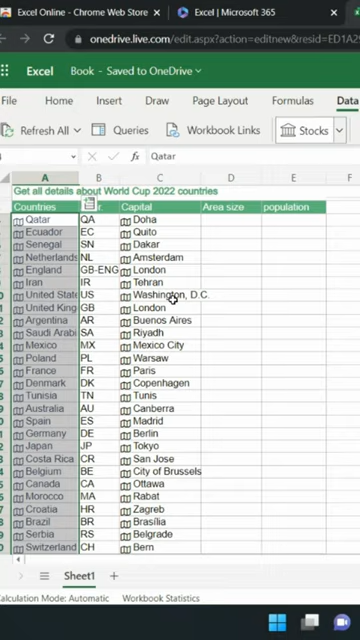 Excel Online - Chrome Web Store
Excel | Microsoft 365
onedrive.live.com/edit.aspx?action=editnew&resid=ED1A29
Excel
Book - Saved to OneDrive
File
Home
Insert
Draw
Page Layout
Formulas
Data
Refresh All
Queries
Workbook Links
Stocks
4
Qatar
A B C D E
Get all details about World Cup 2022 countries
Countries r. Capital Area size population
Qatar QA Doha
Ecuador EC Quito
Senegal SN Dakar
Netherlands NL Amsterdam
England GB-ENG London
Iran IR Tehran
United State US Washington, D.C.
United King GB London
Argentina AR Buenos Aires
Saudi Arabi SA Riyadh
Mexico MX Mexico City
Poland PL Warsaw
France FR Paris
Denmark DK Copenhagen
Tunisia TN Tunis
Australia AU Canberra
Spain ES Madrid
Germany DE Berlin
Japan JP Tokyo
Costa Rica CR San Jose
Belgium BE City of Brussels
Canada CA Ottawa
Morocco MA Rabat
Croatia HR Zagreb
Brazil BR Brasília
Serbia RS Belgrade
Switzerland CH Bern
Sheet1
Calculation Mode: Automatic
Workbook Statistics